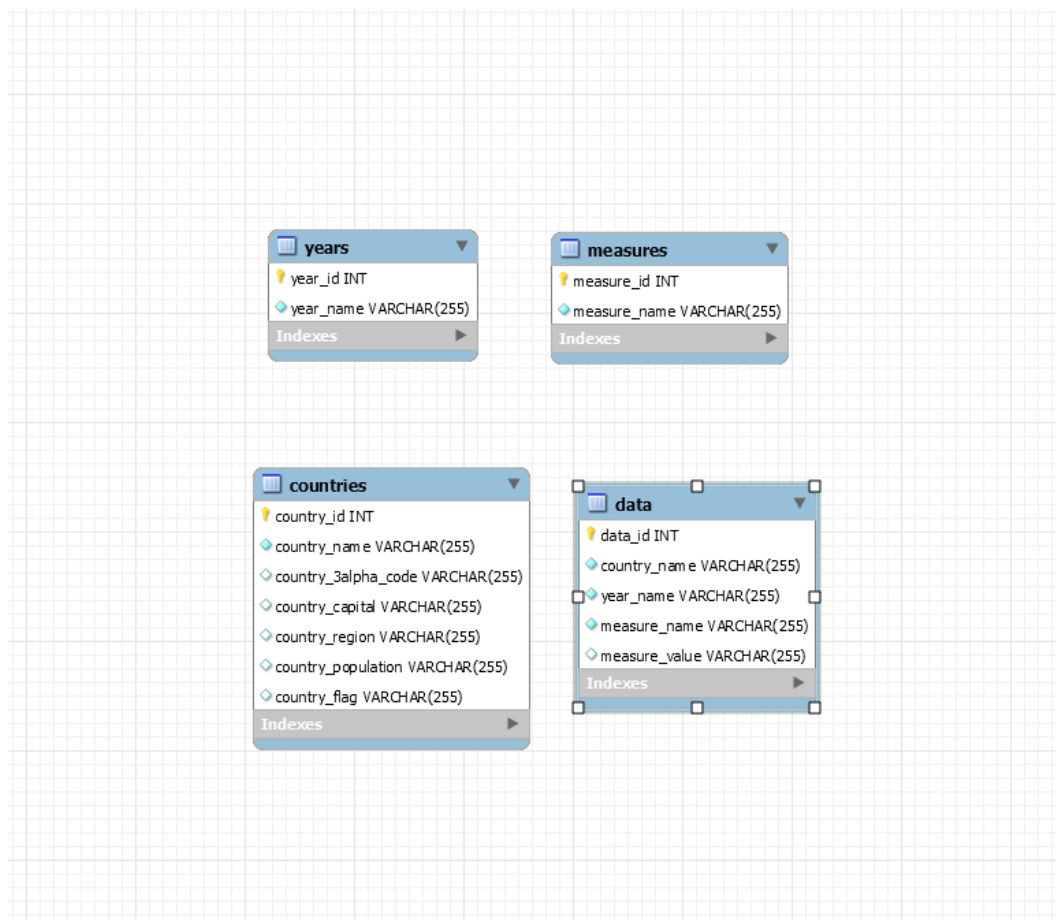 years
year_id INT
year_name VARCHAR(255)
Indexes
measures
measure_id INT
measure_name VARCHAR(255)
Indexes
countries
country_id INT
country_name VARCHAR(255)
country_3alpha_code VARCHAR(255)
country_capital VARCHAR(255)
country_region VARCHAR(255)
country_population VARCHAR(255)
country_flag VARCHAR(255)
Indexes
data
data_id INT
country_name VARCHAR(255)
year_name VARCHAR(255)
measure_name VARCHAR(255)
measure_value VARCHAR(255)
Indexes